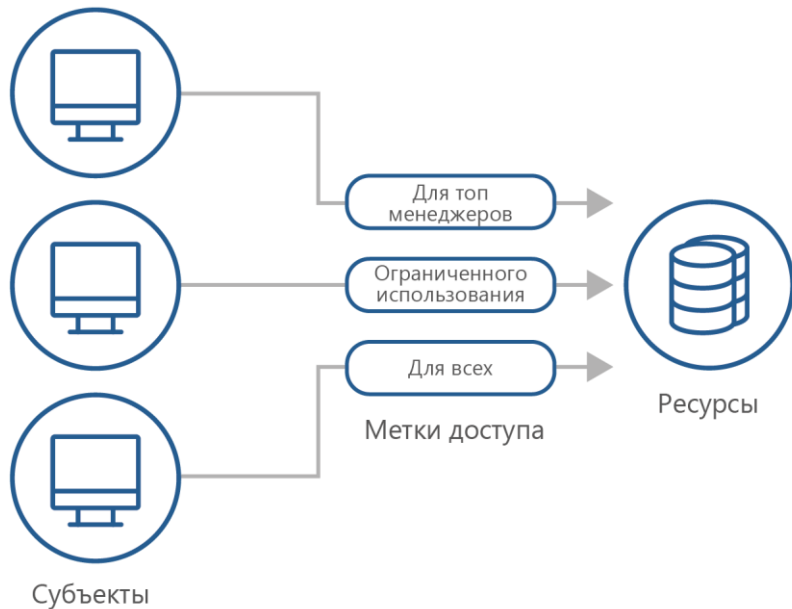 Для топ
менеджеров
Ограниченного
использования
Для всех
Метки доступа
Ресурсы
Субъекты